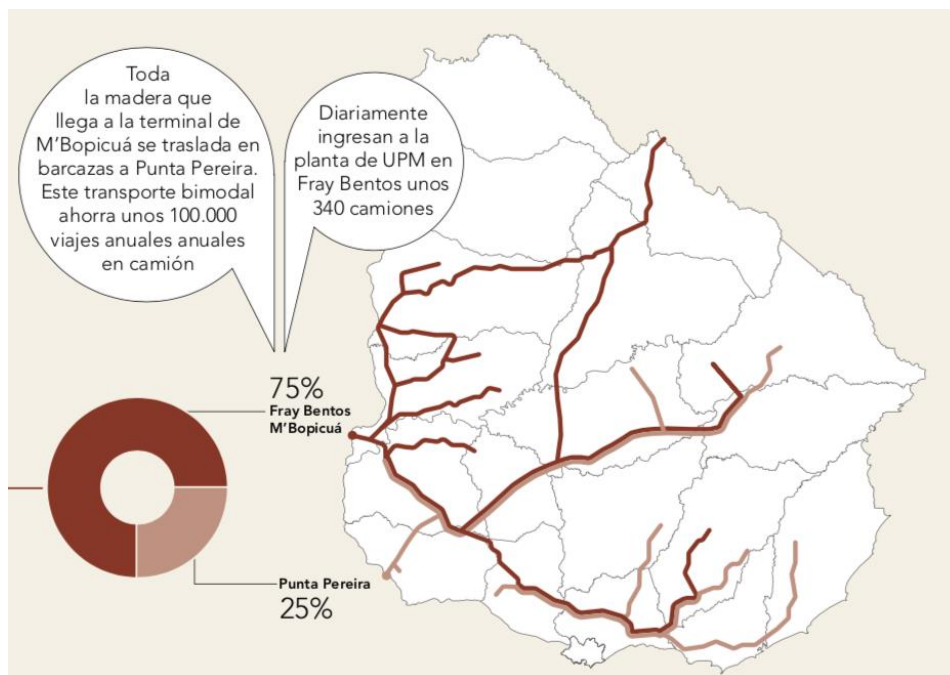 Toda
la madera que
llega a la terminal de
M'Bopicuá se traslada en
barcazas a Punta Pereira.
Este transporte bimodal
ahorra unos 100.000
viajes anuales anuales
en camión
Diariamente
ingresan a la
planta de UPM en
Fray Bentos unos
340 camiones
75%
Fray Bentos
M'Bopicuá
Punta Pereira
25%